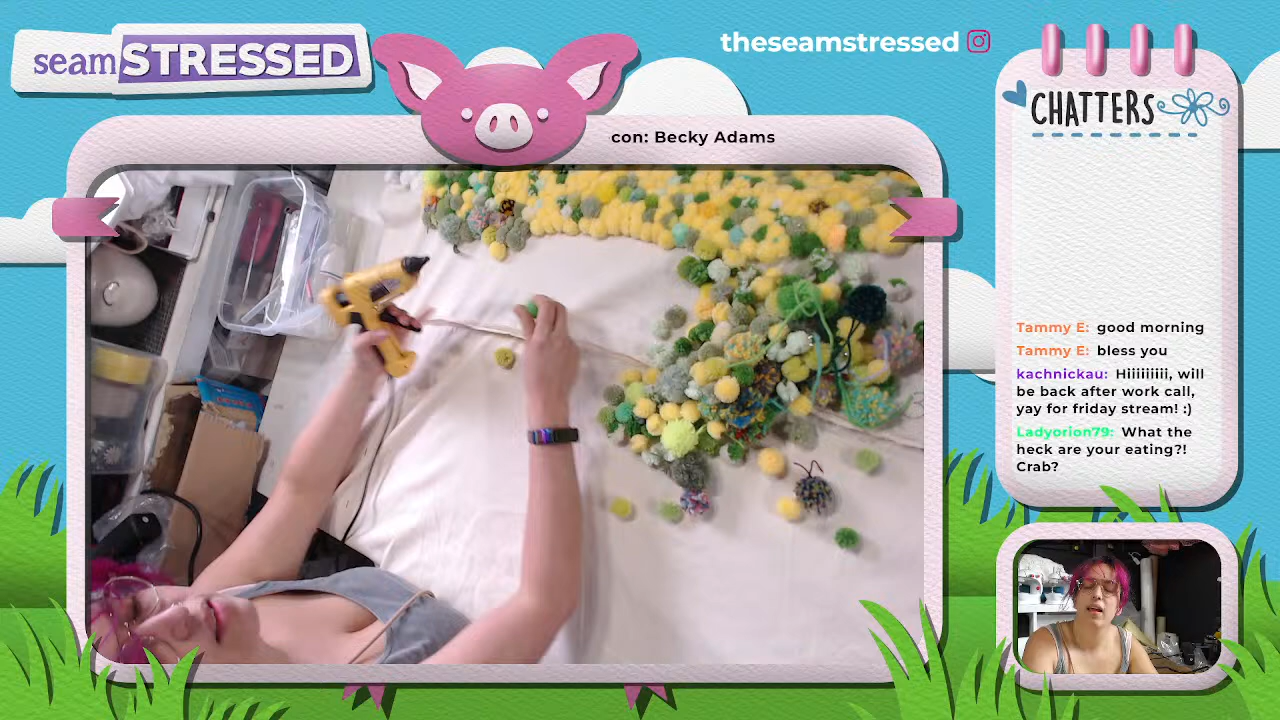 seamSTRESSED
theseamstressed
con: Becky Adams
CHATTERS
Tammy E: good morning
Tammy E: bless you
kachnickau: Hiiiiiiii, will
be back after work call,
yay for friday stream! :)
Ladyorion79: What the
heck are your eating?!
Crab?